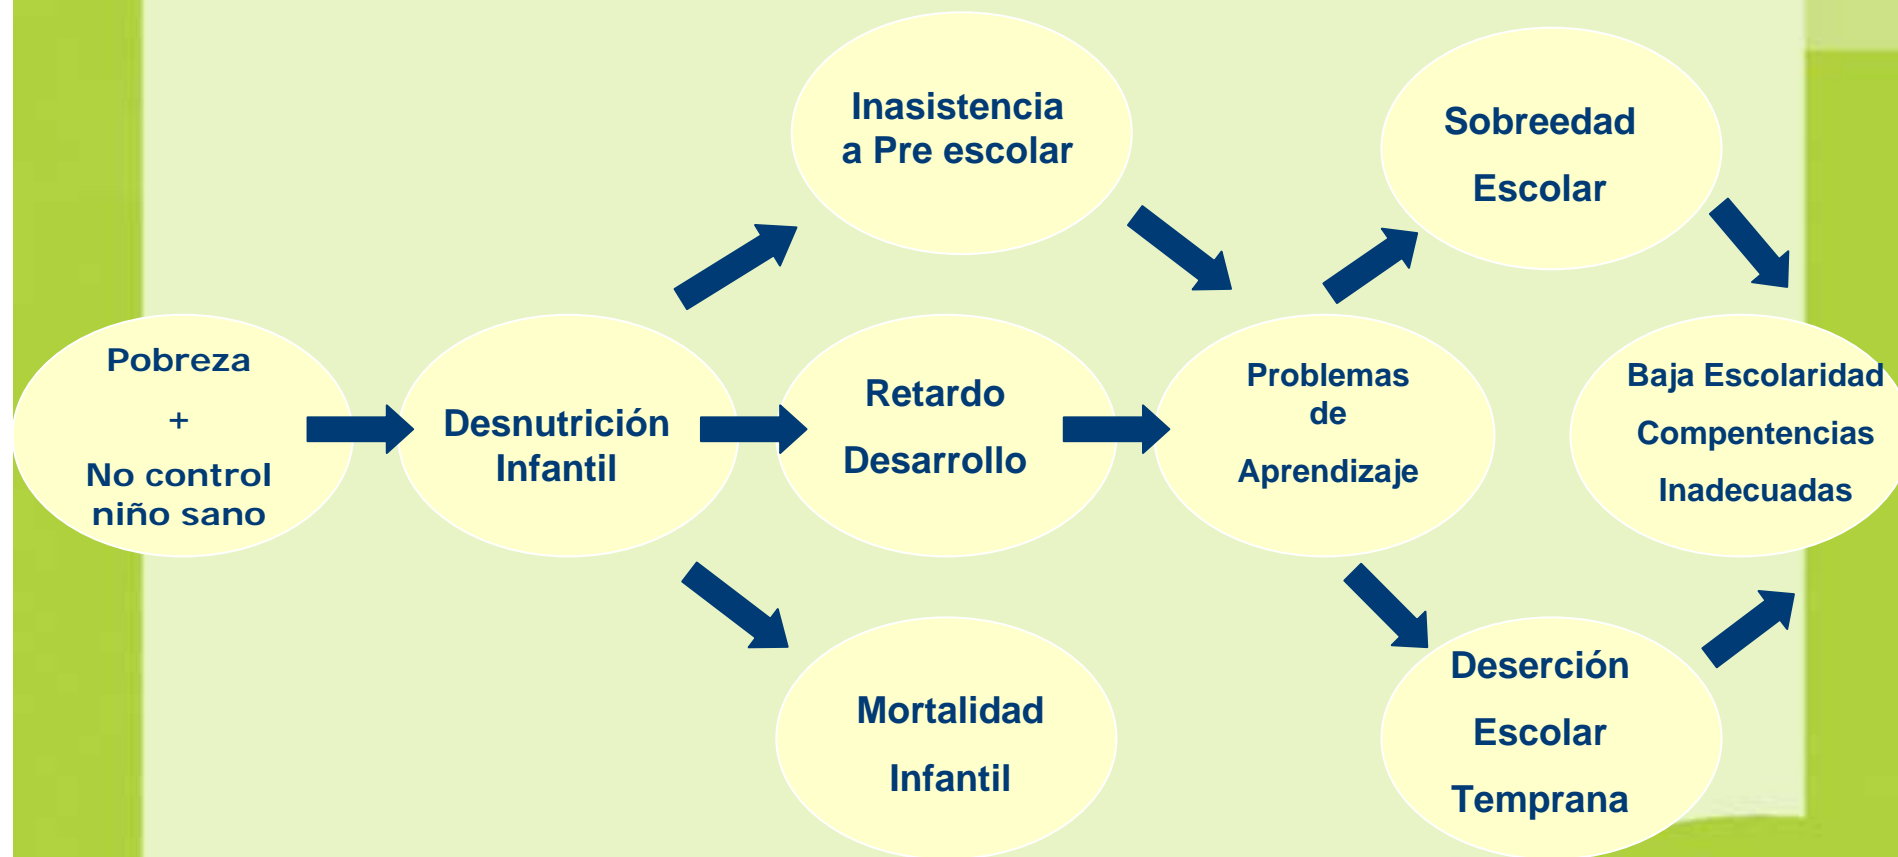 Pobreza
+
No control
niño sano
Desnutrición
Infantil
Inasistencia
a Pre escolar
Retardo
Desarrollo
Mortalidad
Infantil
Problemas
de
Aprendizaje
Sobreedad
Escolar
Deserción
Escolar
Temprana
Baja Escolaridad
Compentencias
Inadecuadas